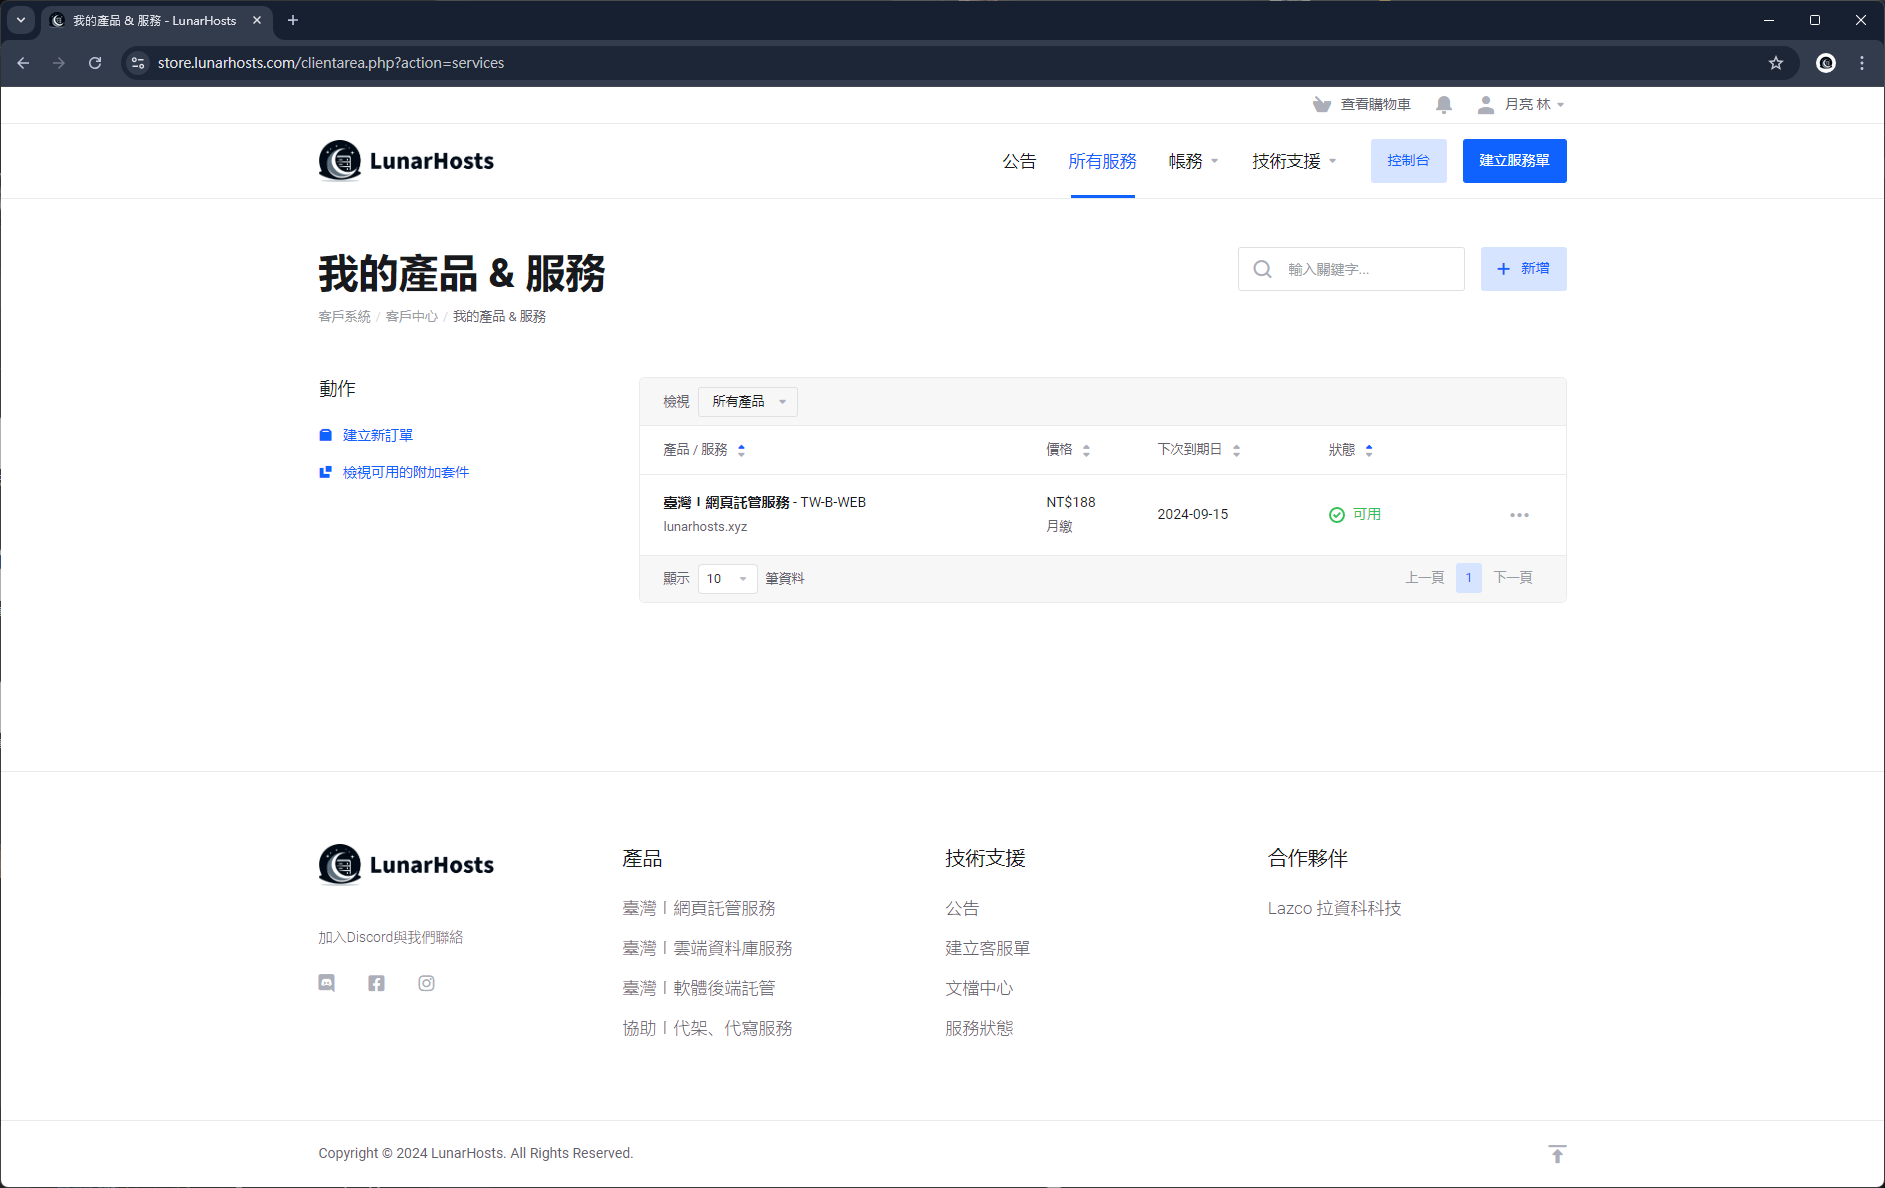 我的產品 & 服務 - LunarHosts
store.lunarhosts.com/clientarea.php?action=services
查看購物車
月亮 林
LunarHosts
公告
所有服務
帳務
技術支援
控制台
建立服務單
我的產品 & 服務
輸入關鍵字...
新增
客戶系統 / 客戶中心 / 我的產品 & 服務
動作
建立新訂單
檢視可用的附加套件
檢視 所有產品
產品 / 服務
價格
下次到期日
狀態
臺灣 | 網頁託管服務 - TW-B-WEB
lunarhosts.xyz
NT$188
月繳
2024-09-15
可用
顯示 10 筆資料
上一頁 1 下一頁
LunarHosts
加入Discord與我們聯絡
產品
臺灣 | 網頁託管服務
臺灣 | 雲端資料庫服務
臺灣 | 軟體後端託管
協助 | 代架、代寫服務
技術支援
公告
建立客服單
文檔中心
服務狀態
合作夥伴
Lazco 拉資科科技
Copyright © 2024 LunarHosts. All Rights Reserved.